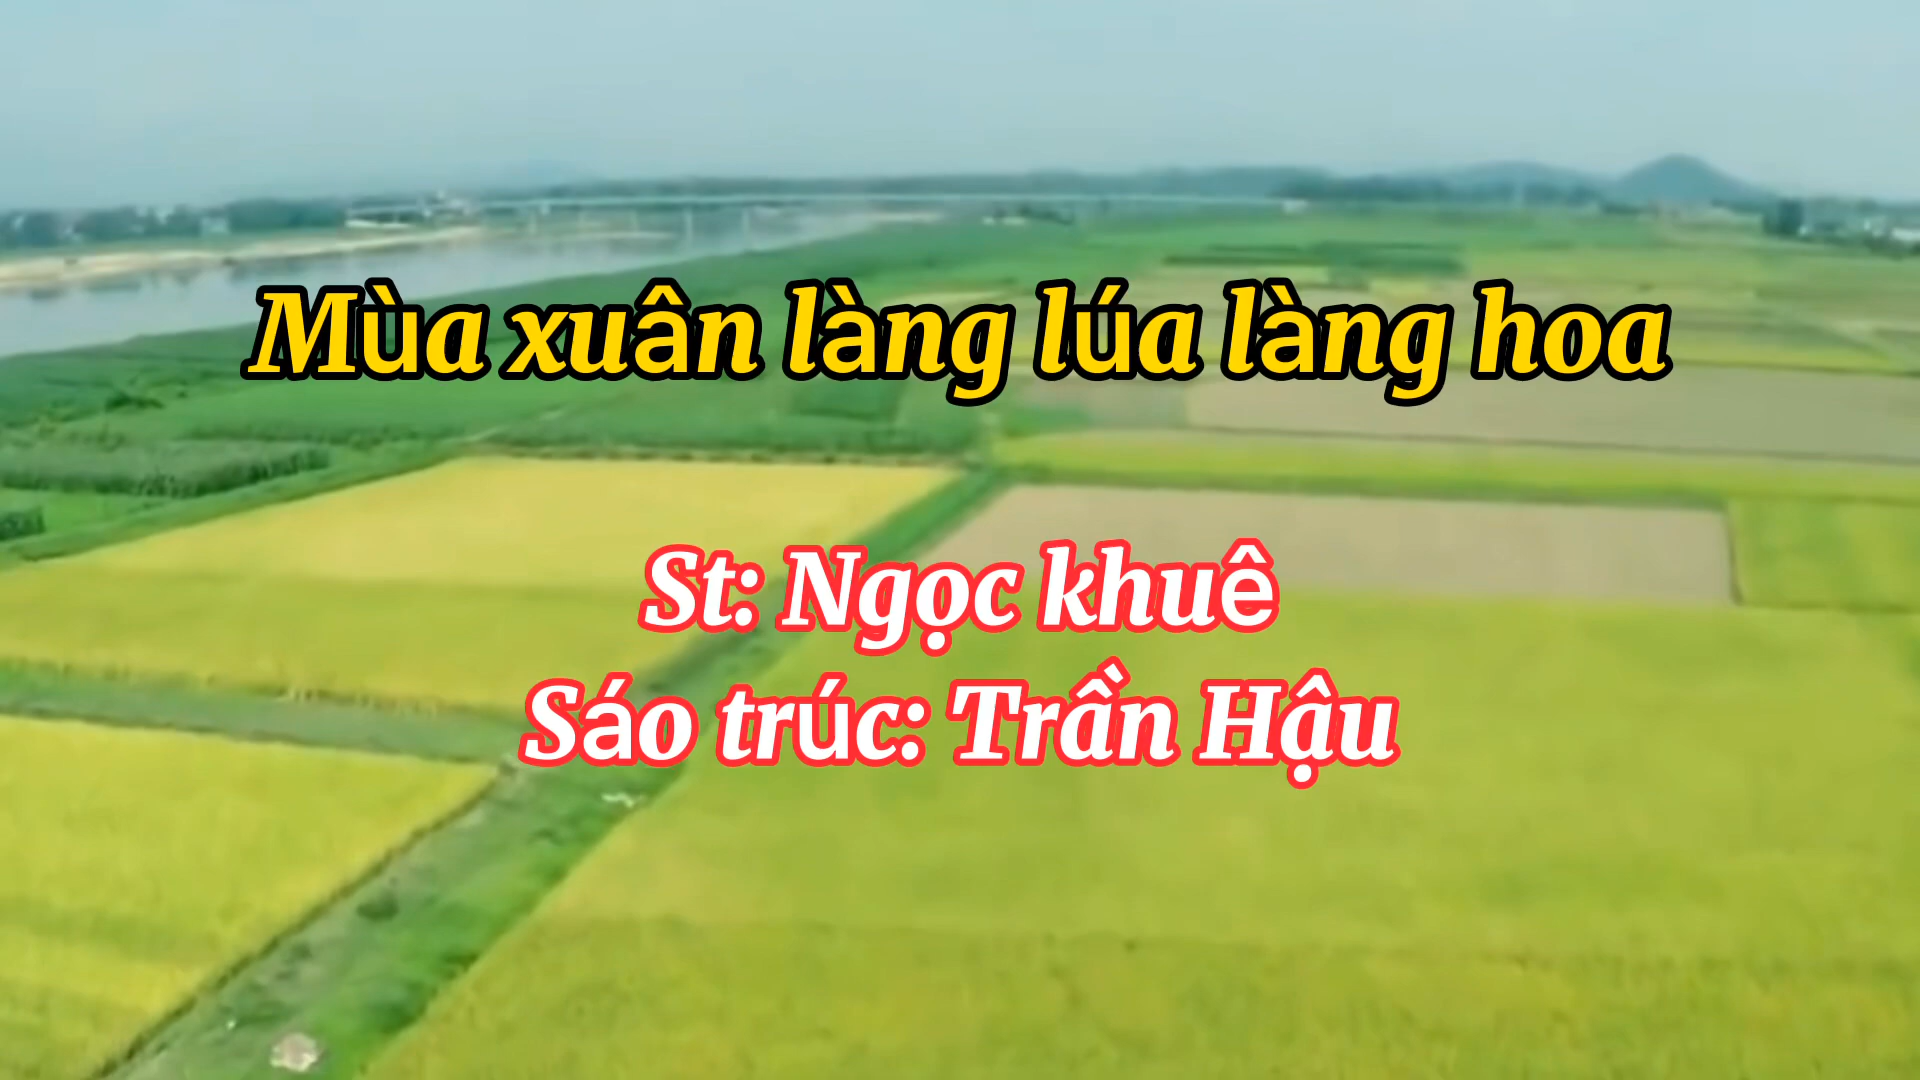 Mùa xuân làng lúa làng hoa
St: Ngọc khuê
Sáo trúc: Trần Hậu